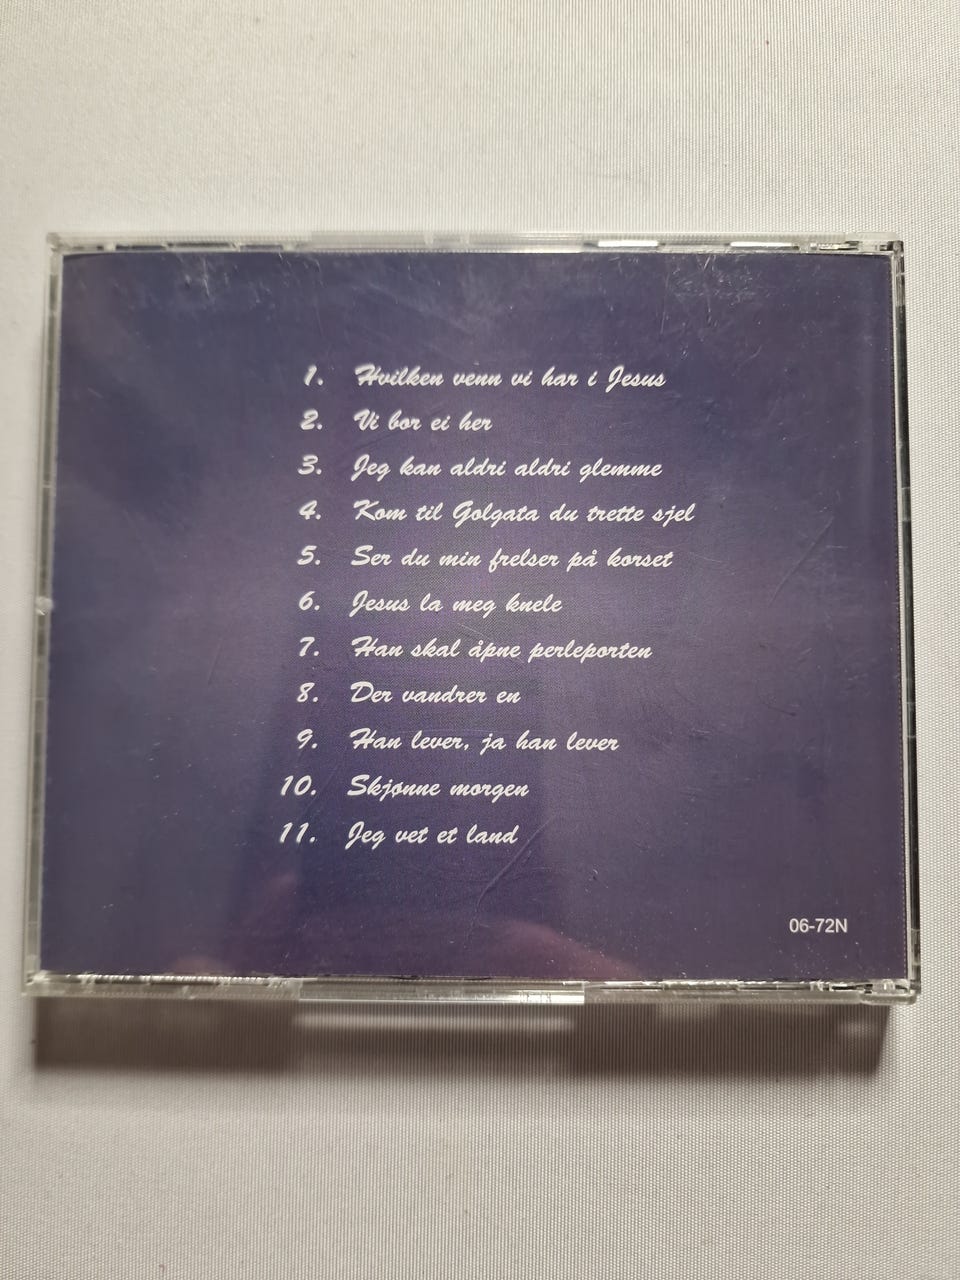 1. Hvilken venn vi har i Jesus
2. Vi bor ei her
3. Jeg kan aldri aldri glemme
4. Kom til Golgata du trette sjel
5. Ser du min frelser på korset
6. Jesus la meg knele
7. Han skal åpne perleporten
8. Der vandrer en
9. Han lever, ja han lever
10. Skjønne morgen
11. Jeg vet et land
06-72N